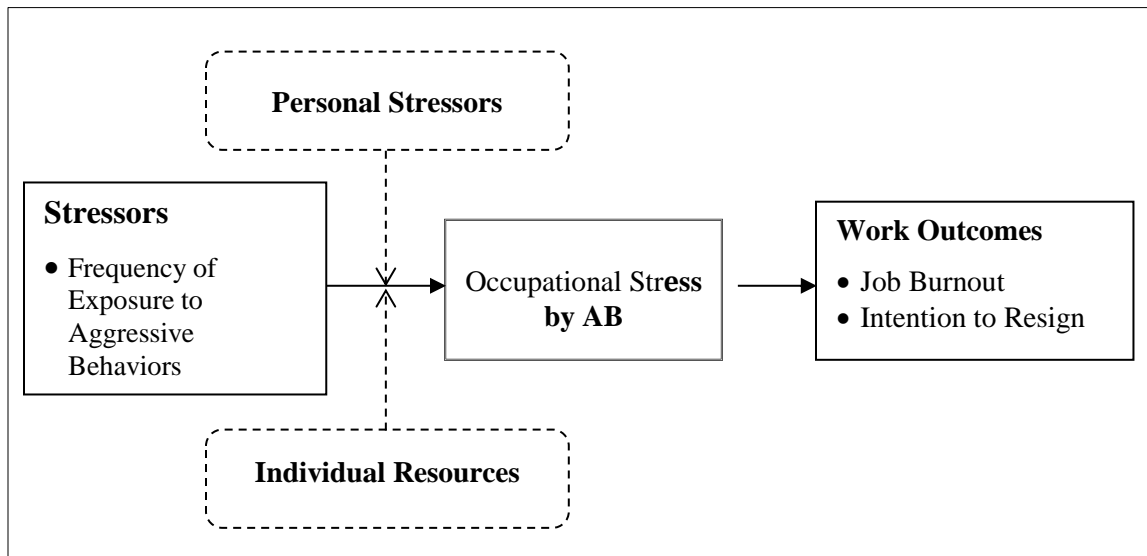 Personal Stressors
Stressors
• Frequency of
Exposure to
Aggressive
Behaviors
Occupational Stress
by AB
Work Outcomes
• Job Burnout
• Intention to Resign
Individual Resources